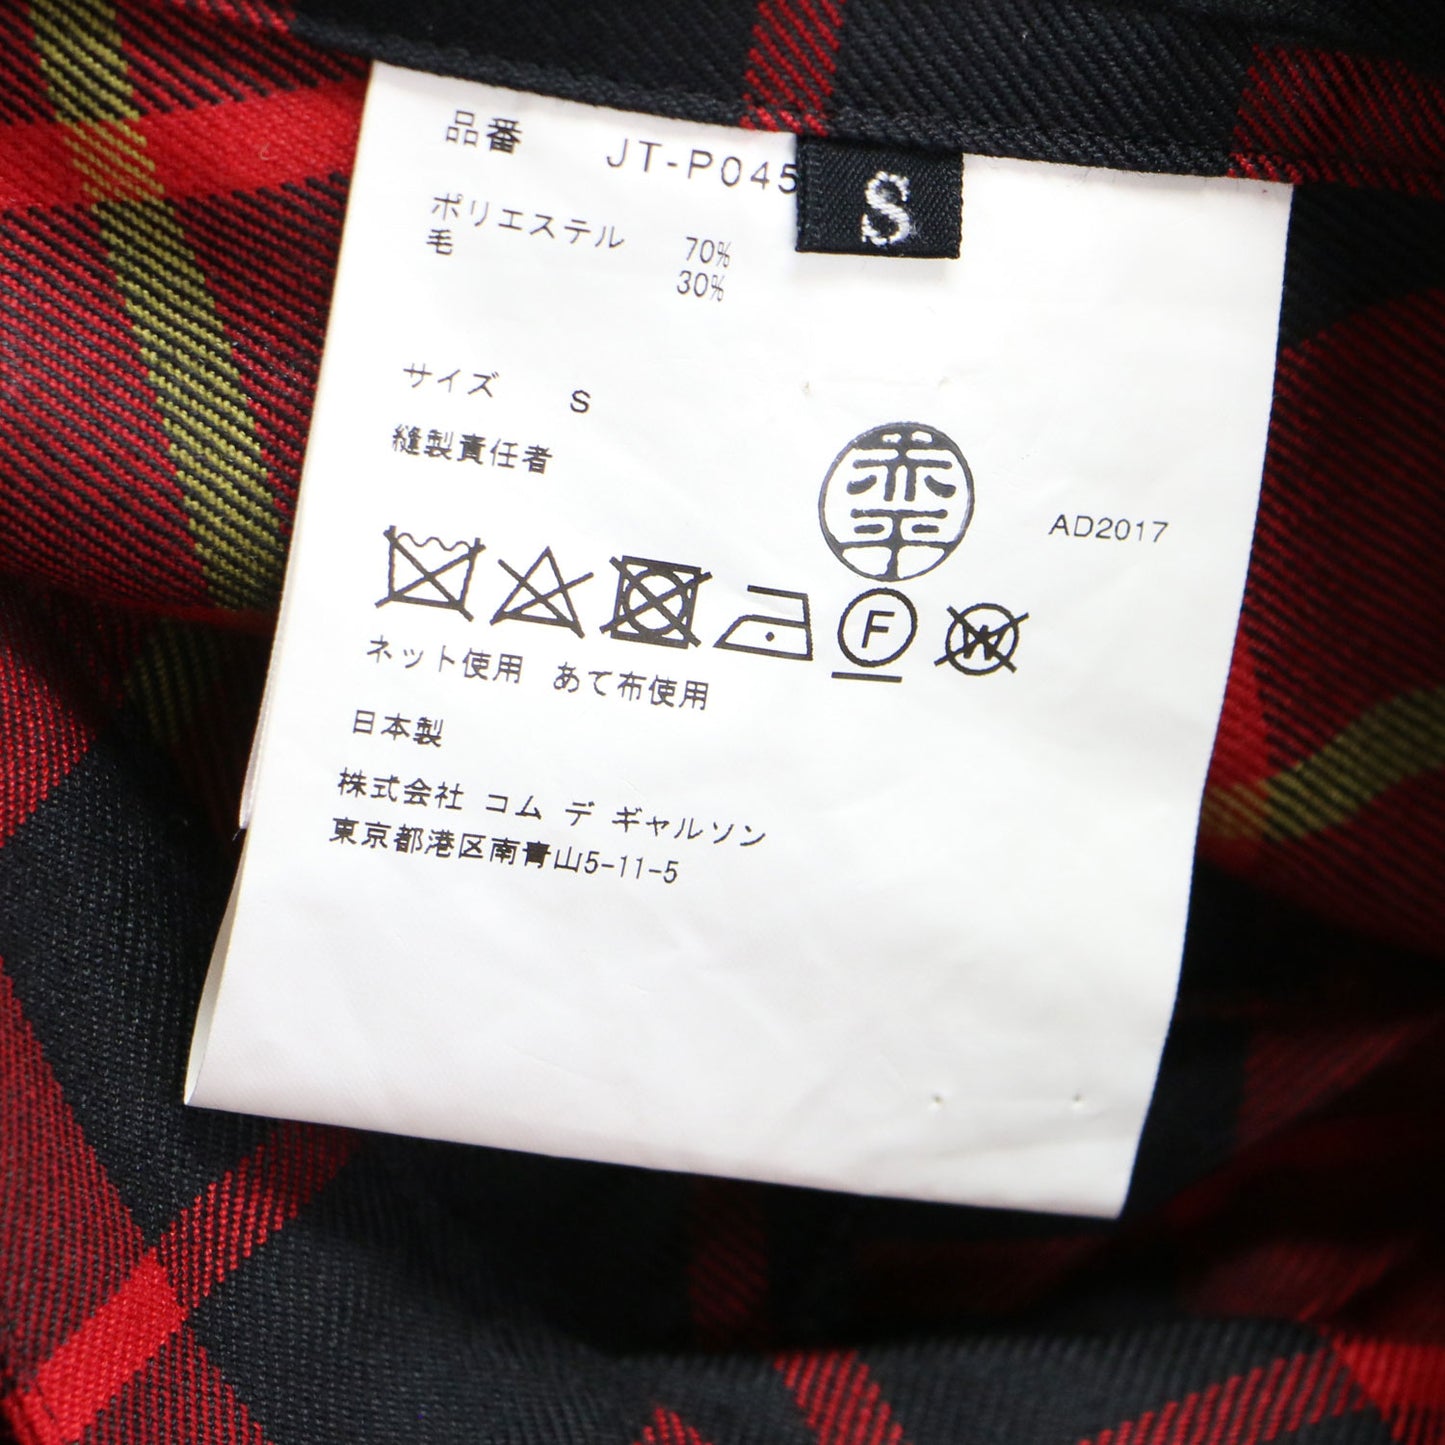 品番 JT-P045
S
ポリエステル 70%
毛 30%
サイズ S
縫製責任者
赤平
AD2017
F
W
ネット使用 あて布使用
日本製
株式会社 コム デ ギャルソン
東京都港区南青山5-11-5